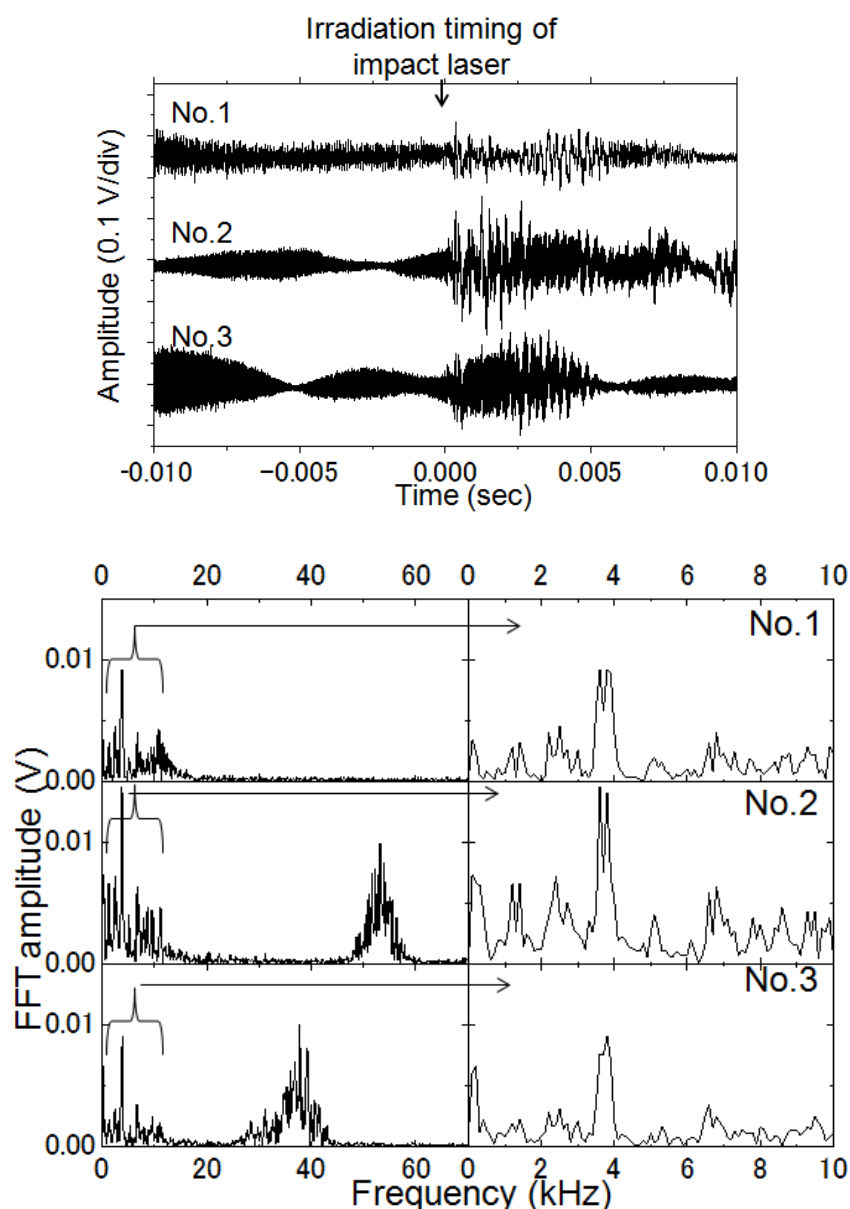 Irradiation timing of
impact laser
No.1
No.2
No.3
Amplitude (0.1 V/div)
-0.010 -0.005 0.000 0.005 0.010
Time (sec)
0 20 40 60 0 2 4 6 8 10
No.1
0.01
0.00
No.2
0.01
0.00
No.3
0.01
0.00
FFT amplitude (V)
0 20 40 60 0 2 4 6 8 10
Frequency (kHz)